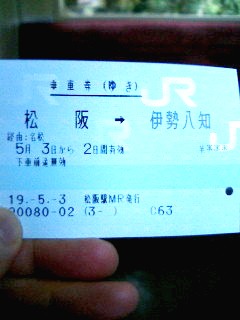 乗車券 (ゆき)
JR
松阪 → 伊勢八知
経由:名松
5月 3日から 2日間有効
下車前途無効
19.-5.-3 松阪駅MR発行
20080-02 (3- ) C63